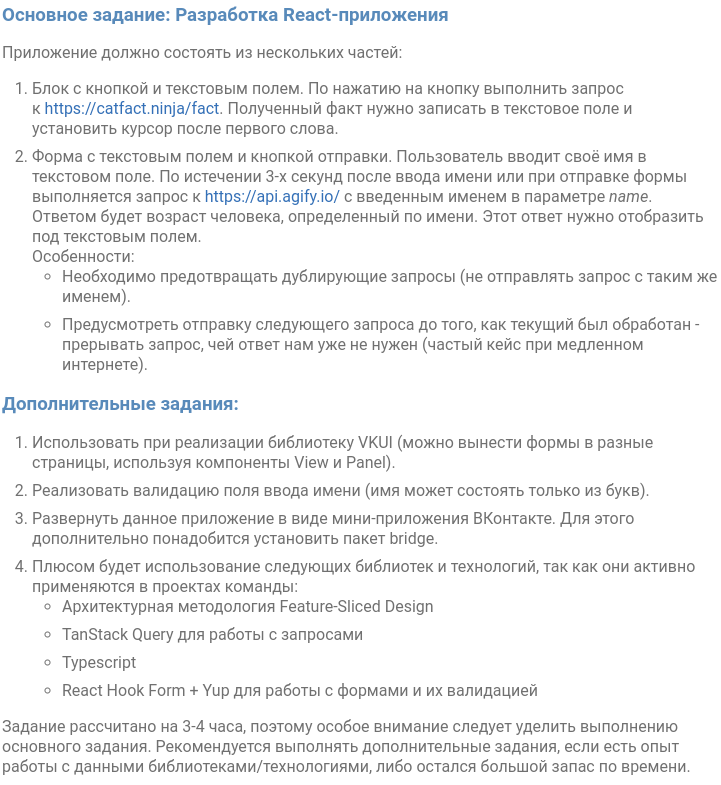 Основное задание: Разработка React-приложения
Приложение должно состоять из нескольких частей:
1. Блок с кнопкой и текстовым полем. По нажатию на кнопку выполнить запрос
к https://catfact.ninja/fact. Полученный факт нужно записать в текстовое поле и
установить курсор после первого слова.
2. Форма с текстовым полем и кнопкой отправки. Пользователь вводит своё имя в
текстовом поле. По истечении 3-х секунд после ввода имени или при отправке формы
выполняется запрос к https://api.agify.io/ с введенным именем в параметре name.
Ответом будет возраст человека, определенный по имени. Этот ответ нужно отобразить
под текстовым полем.
Особенности:
◦ Необходимо предотвращать дублирующие запросы (не отправлять запрос с таким же
именем).
◦ Предусмотреть отправку следующего запроса до того, как текущий был обработан -
прерывать запрос, чей ответ нам уже не нужен (частый кейс при медленном
интернете).
Дополнительные задания:
1. Использовать при реализации библиотеку VKUI (можно вынести формы в разные
страницы, используя компоненты View и Panel).
2. Реализовать валидацию поля ввода имени (имя может состоять только из букв).
3. Развернуть данное приложение в виде мини-приложения ВКонтакте. Для этого
дополнительно понадобится установить пакет bridge.
4. Плюсом будет использование следующих библиотек и технологий, так как они активно
применяются в проектах команды:
◦ Архитектурная методология Feature-Sliced Design
◦ TanStack Query для работы с запросами
◦ Typescript
◦ React Hook Form + Yup для работы с формами и их валидацией
Задание рассчитано на 3-4 часа, поэтому особое внимание следует уделить выполнению
основного задания. Рекомендуется выполнять дополнительные задания, если есть опыт
работы с данными библиотеками/технологиями, либо остался большой запас по времени.